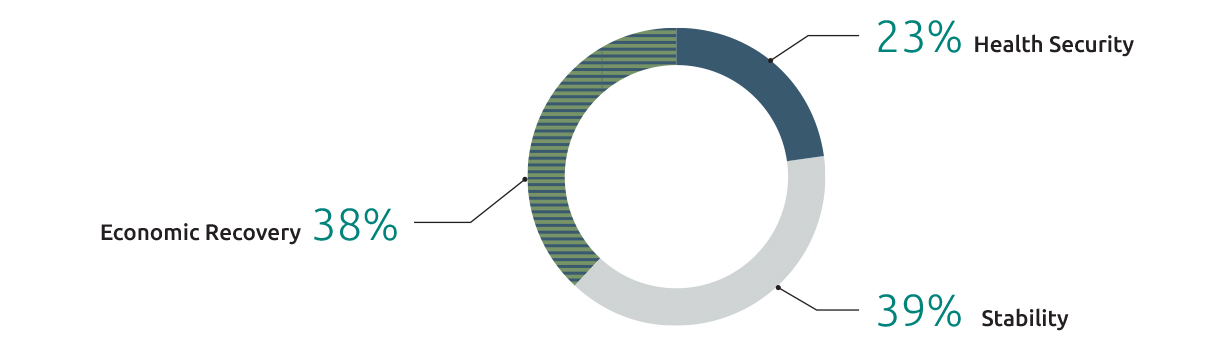 23% Health Security
Economic Recovery 38%
39% Stability